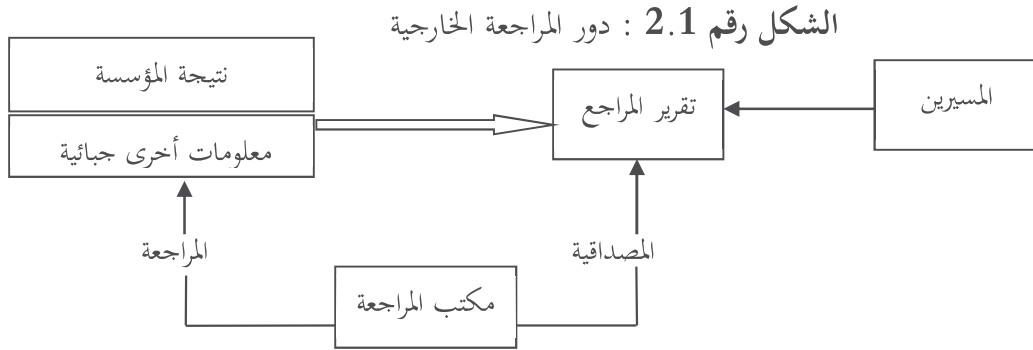 الشكل رقم 2.1 : دور المراجعة الخارجية
نتيجة المؤسسة
معلومات أخرى جبائية
تقرير المراجع
المسيرين
المراجعة
المصداقية
مكتب المراجعة